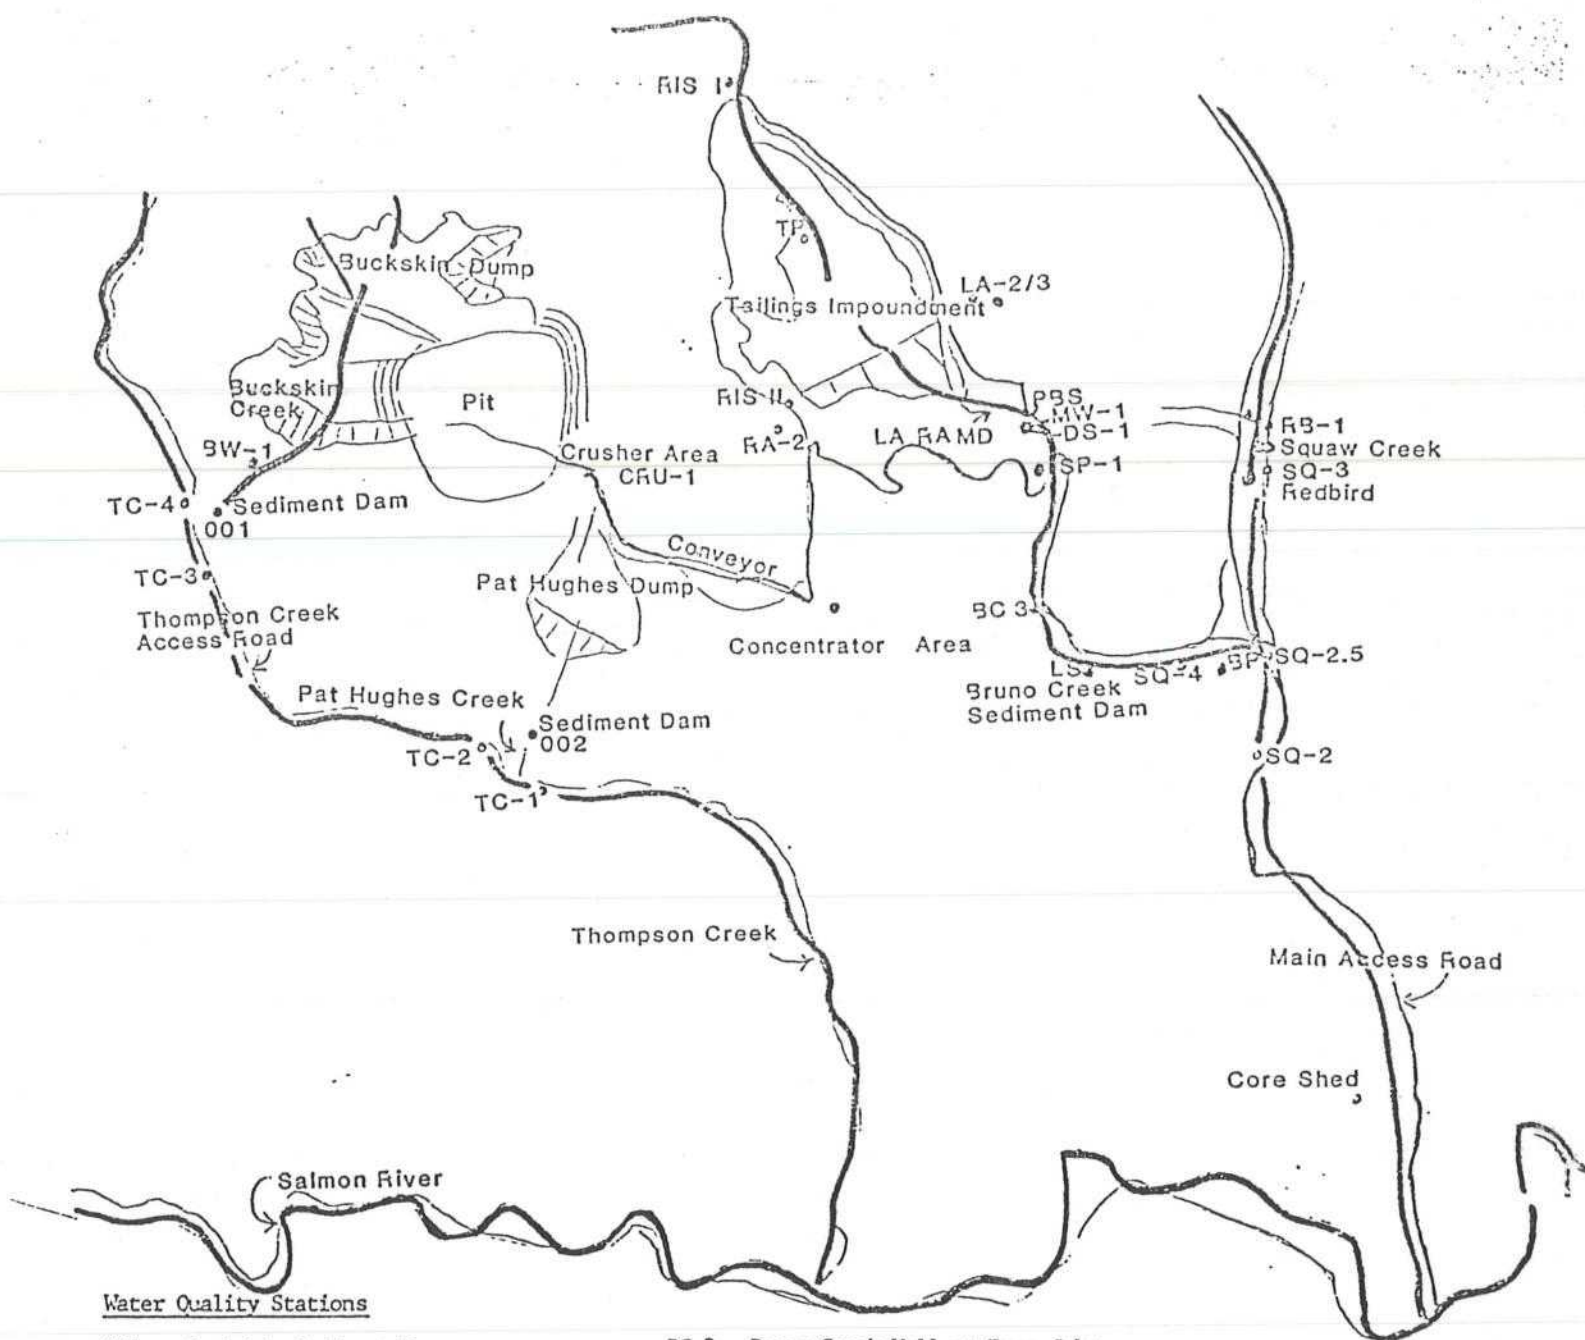 RIS I
TP
Buckskin Dump
LA-2/3
Tailings Impoundment
Buckskin
Creek
Pit
RIS II
PBS
MW-1
DS-1
RA-2
LA RAMD
SP-1
RB-1
Squaw Creek
SQ-3
Redbird
BW-1
Crusher Area
CRU-1
TC-4
Sediment Dam
001
Conveyor
TC-3
Pat Hughes Dump
Thompson Creek
Access Road
BC 3
Concentrator Area
LS
SQ-4
BP
SQ-2.5
Bruno Creek
Sediment Dam
Pat Hughes Creek
Sediment Dam
002
TC-2
SQ-2
TC-1
Thompson Creek
Main Access Road
Core Shed
Salmon River
Water Quality Stations